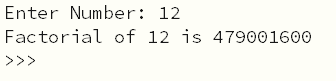 Enter Number: 12
Factorial of 12 is 479001600
>>>